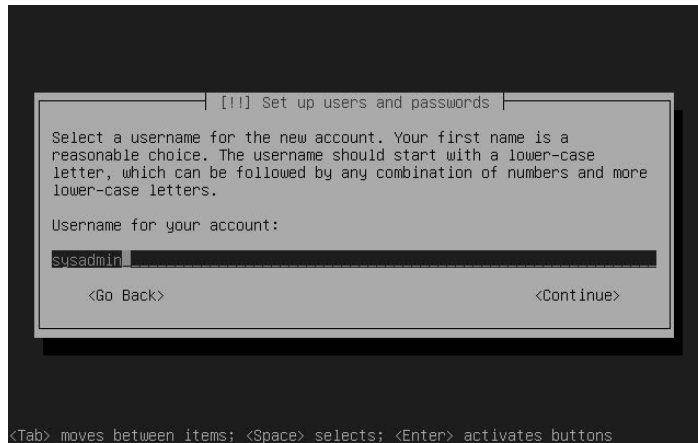 [!!] Set up users and passwords
Select a username for the new account. Your first name is a
reasonable choice. The username should start with a lower-case
letter, which can be followed by any combination of numbers and more
lower-case letters.
Username for your account:
sysadmin
<Go Back> <Continue>
<Tab> moves between items; <Space> selects; <Enter> activates buttons